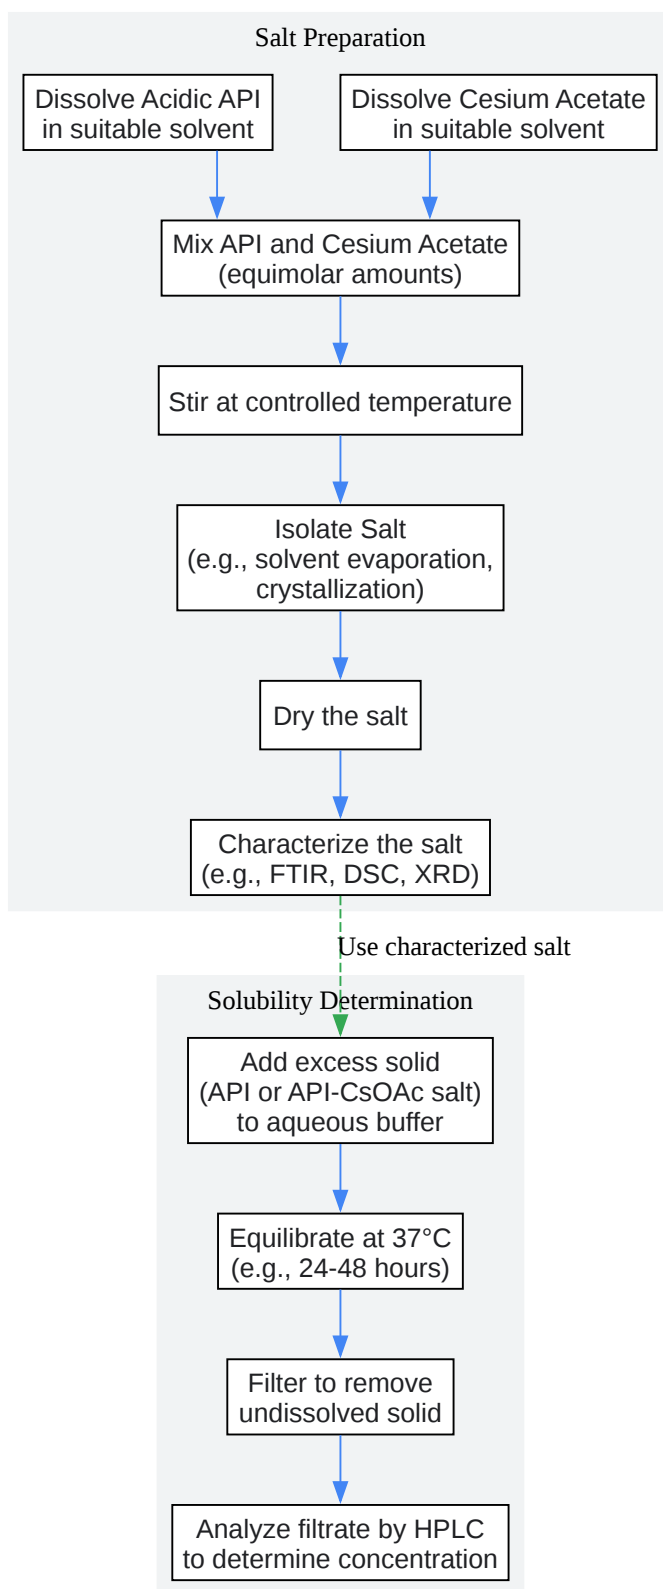 Salt Preparation
Dissolve Acidic API
in suitable solvent
Dissolve Cesium Acetate
in suitable solvent
Mix API and Cesium Acetate
(equimolar amounts)
Stir at controlled temperature
Isolate Salt
(e.g., solvent evaporation,
crystallization)
Dry the salt
Characterize the salt
(e.g., FTIR, DSC, XRD)
Use characterized salt
Solubility Determination
Add excess solid
(API or API-CsOAc salt)
to aqueous buffer
Equilibrate at 37°C
(e.g., 24-48 hours)
Filter to remove
undissolved solid
Analyze filtrate by HPLC
to determine concentration